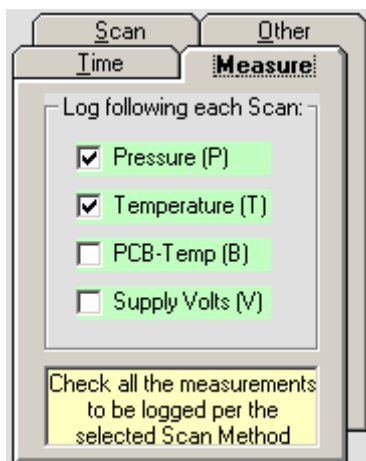 Scan Other
Time Measure
Log following each Scan:
Pressure (P)
Temperature (T)
PCB-Temp (B)
Supply Volts (V)
Check all the measurements
to be logged per the
selected Scan Method